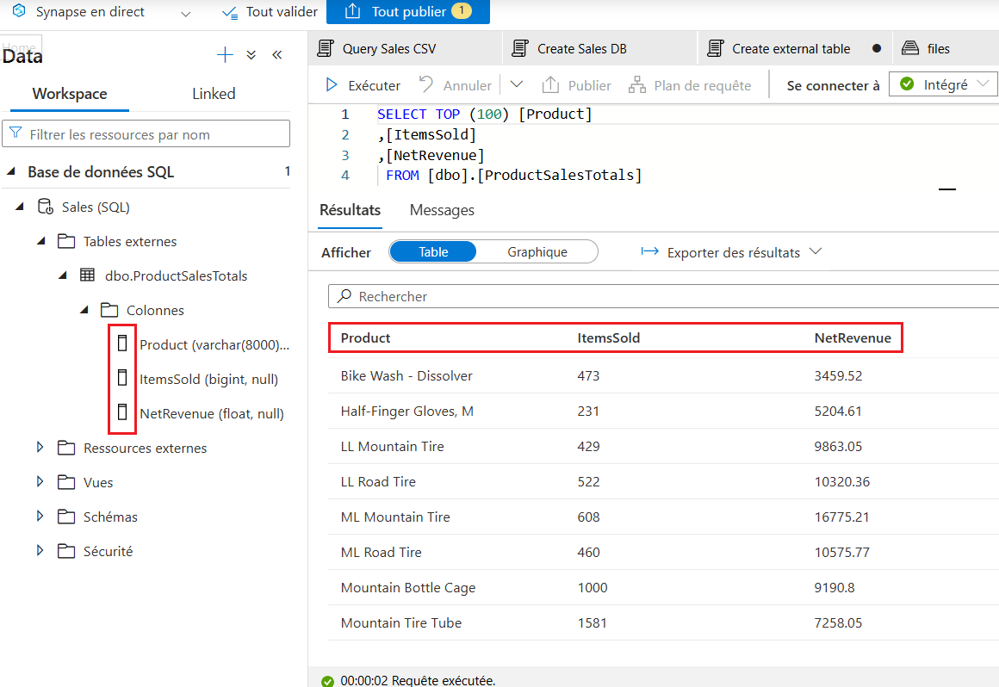 Synapse en direct
Tout valider
Tout publier 1
Home
Data
Workspace Linked
Filtrer les ressources par nom
Base de données SQL 1
Sales (SQL)
Tables externes
dbo.ProductSalesTotals
Colonnes
Product (varchar(8000)...
ItemsSold (bigint, null)
NetRevenue (float, null)
Ressources externes
Vues
Schémas
Sécurité
Query Sales CSV Create Sales DB Create external table files
Exécuter Annuler Publier Plan de requête Se connecter à Intégré
1 SELECT TOP (100) [Product]
2 ,[ItemsSold]
3 ,[NetRevenue]
4 FROM [dbo].[ProductSalesTotals]
Résultats Messages
Afficher Table Graphique Exporter des résultats
Rechercher
Product ItemsSold NetRevenue
Bike Wash - Dissolver 473 3459.52
Half-Finger Gloves, M 231 5204.61
LL Mountain Tire 429 9863.05
LL Road Tire 522 10320.36
ML Mountain Tire 608 16775.21
ML Road Tire 460 10575.77
Mountain Bottle Cage 1000 9190.8
Mountain Tire Tube 1581 7258.05
00:00:02 Requête exécutée.